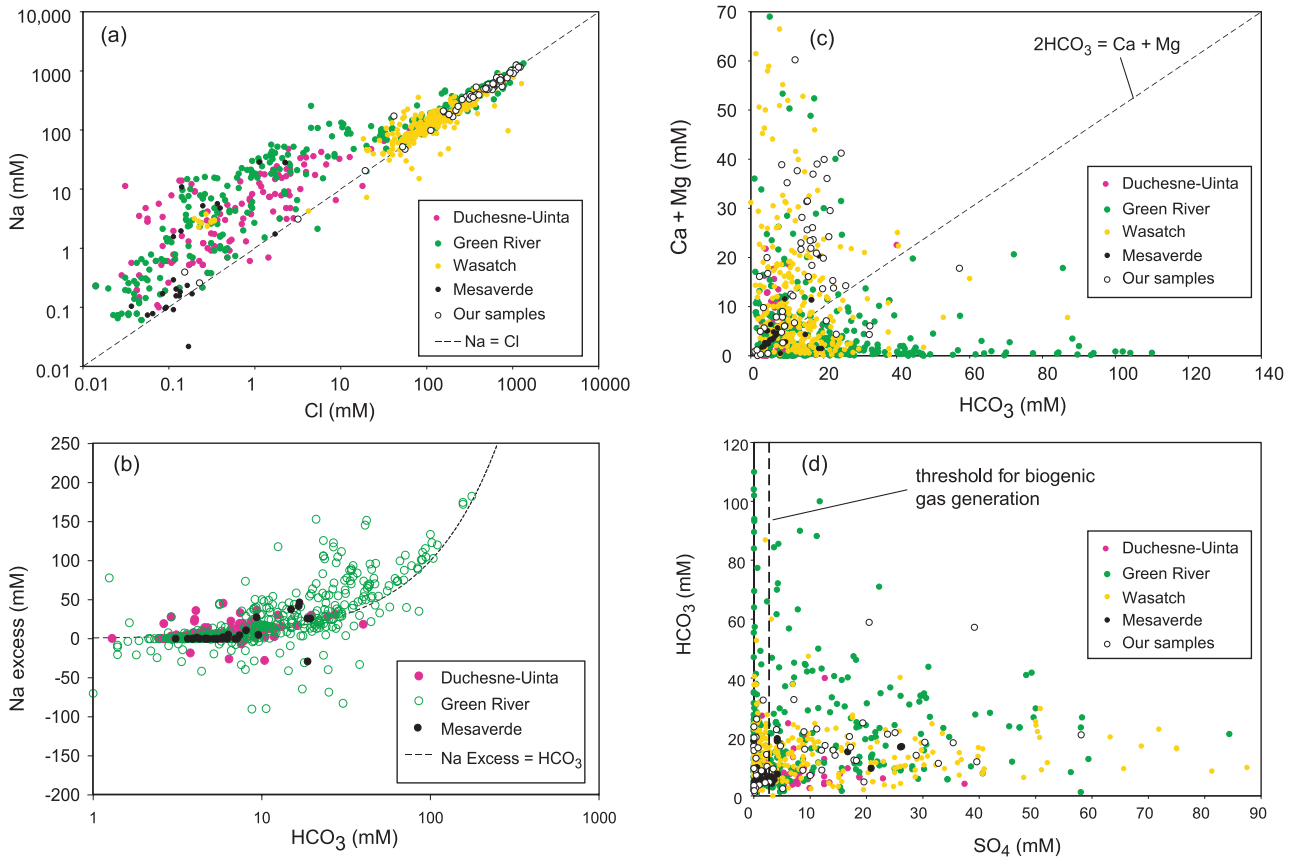 (a)
10,000
1000
100
10
1
0.1
0.01
Na (mM)
0.01
0.1
1
10
100
1000
10000
Cl (mM)
Duchesne-Uinta
Green River
Wasatch
Mesaverde
Our samples
Na = Cl
(c)
70
60
50
40
30
20
10
0
Ca + Mg (mM)
2HCO₃ = Ca + Mg
0
20
40
60
80
100
120
140
HCO₃ (mM)
Duchesne-Uinta
Green River
Wasatch
Mesaverde
Our samples
(b)
250
200
150
100
50
0
-50
-100
-150
-200
Na excess (mM)
1
10
100
1000
HCO₃ (mM)
Duchesne-Uinta
Green River
Mesaverde
Na Excess = HCO₃
(d)
120
100
80
60
40
20
0
HCO₃ (mM)
threshold for biogenic
gas generation
Duchesne-Uinta
Green River
Wasatch
Mesaverde
Our samples
0
10
20
30
40
50
60
70
80
90
SO₄ (mM)